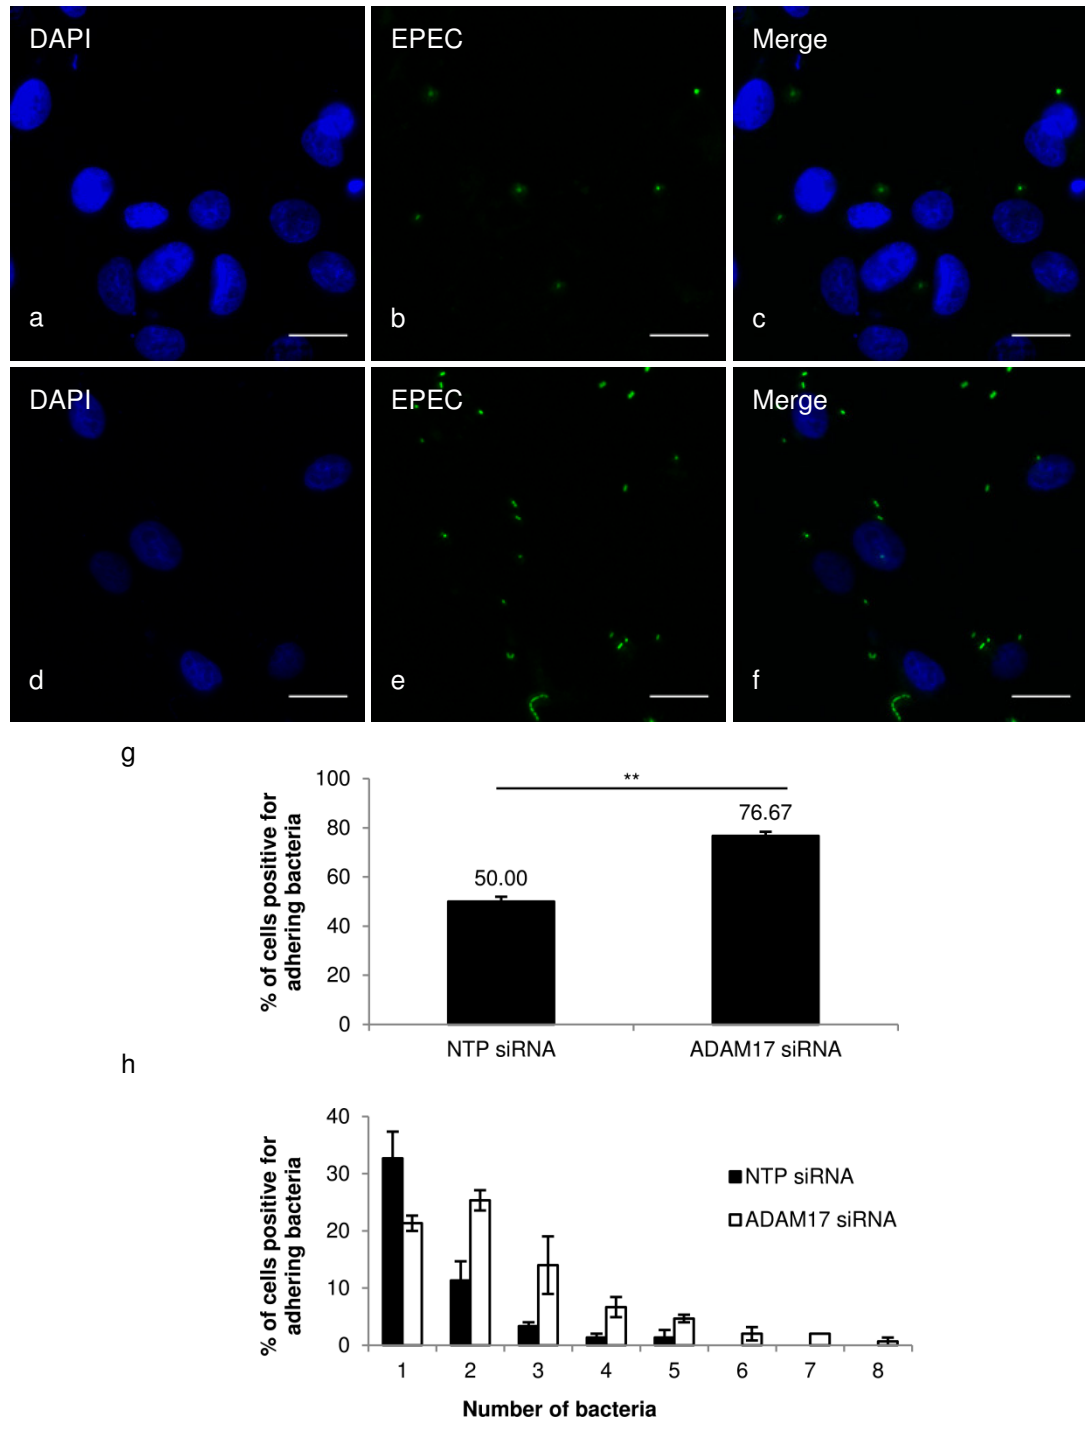 DAPI
EPEC
Merge
a
b
c
DAPI
EPEC
Merge
d
e
f
g
% of cells positive for
adhering bacteria
100
80
60
40
20
0
**
50.00
76.67
NTP siRNA
ADAM17 siRNA
h
% of cells positive for
adhering bacteria
40
30
20
10
0
NTP siRNA
ADAM17 siRNA
1 2 3 4 5 6 7 8
Number of bacteria